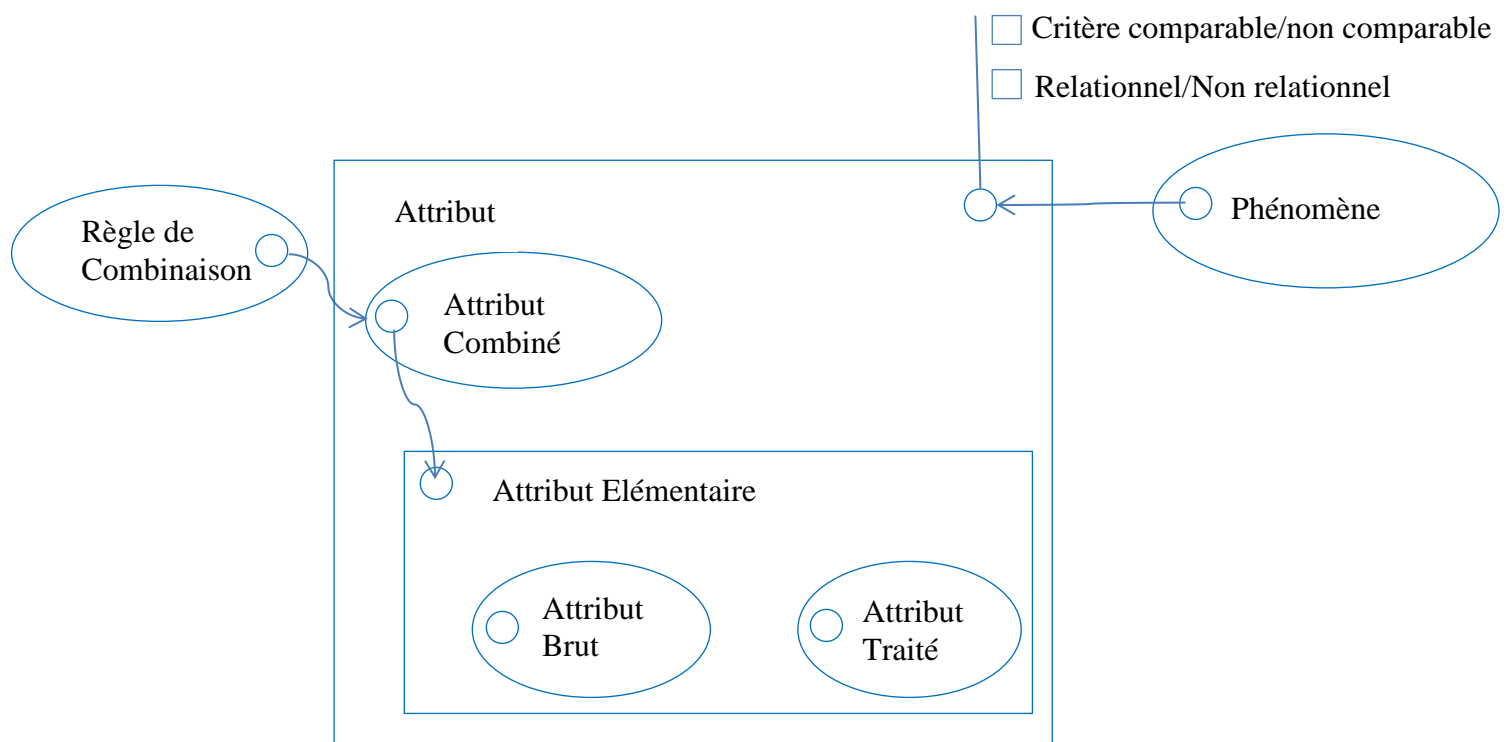 Critère comparable/non comparable
Relationnel/Non relationnel
Attribut
Phénomène
Règle de
Combinaison
Attribut
Combiné
Attribut Elémentaire
Attribut
Brut
Attribut
Traité